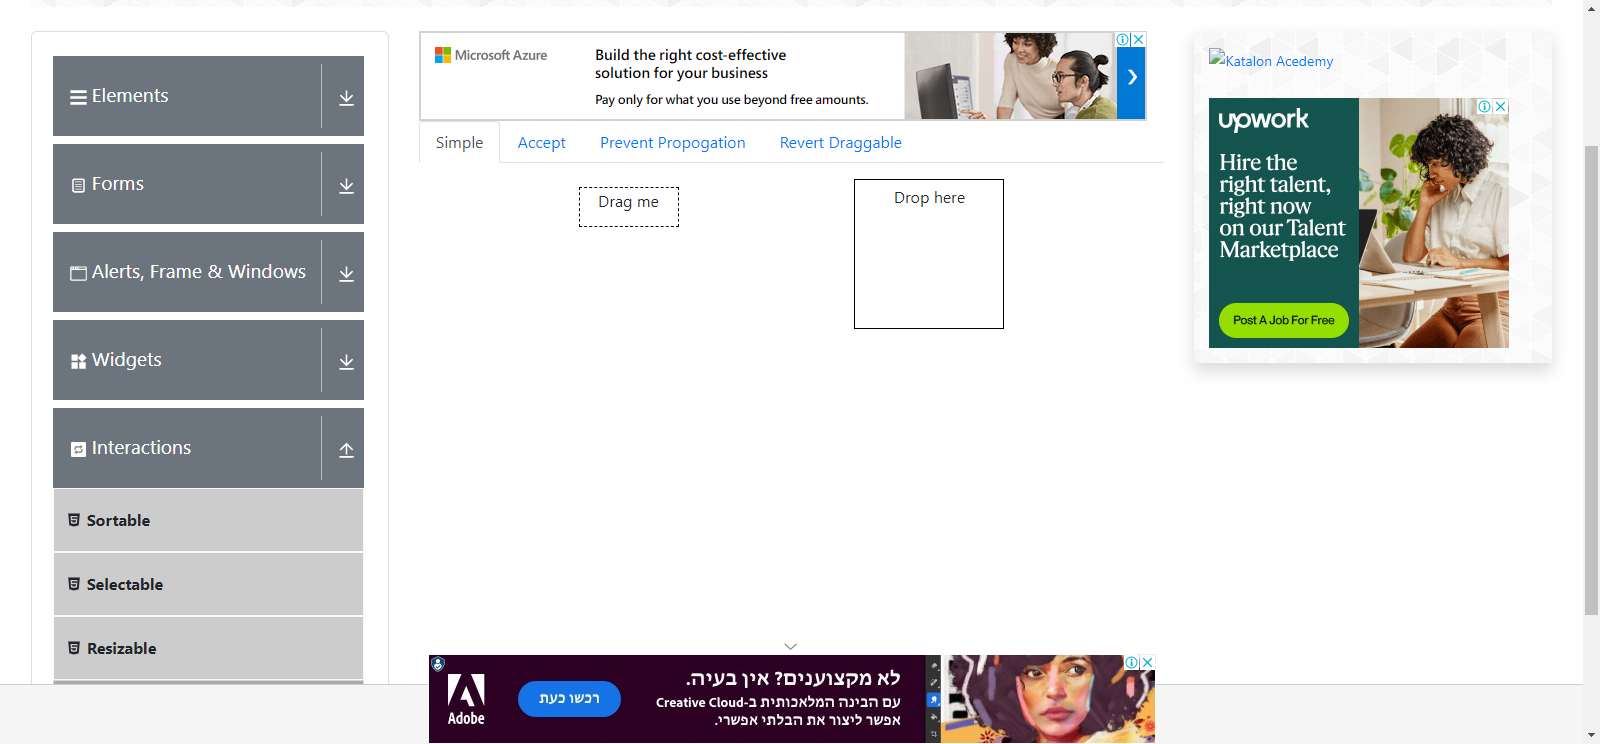 Elements
Forms
Alerts, Frame & Windows
Widgets
Interactions
Sortable
Selectable
Resizable
Microsoft Azure
Build the right cost-effective
solution for your business
Pay only for what you use beyond free amounts.
Simple
Accept
Prevent Propogation
Revert Draggable
Drag me
Drop here
Katalon Acedemy
upwork
Hire the
right talent,
right now
on our Talent
Marketplace
Post A Job For Free
Adobe
רכשו כעת
לא מקצוענים? אין בעיה.
עם הבינה המלאכותית ב-Creative Cloud
אפשר ליצור את הבלתי אפשרי.